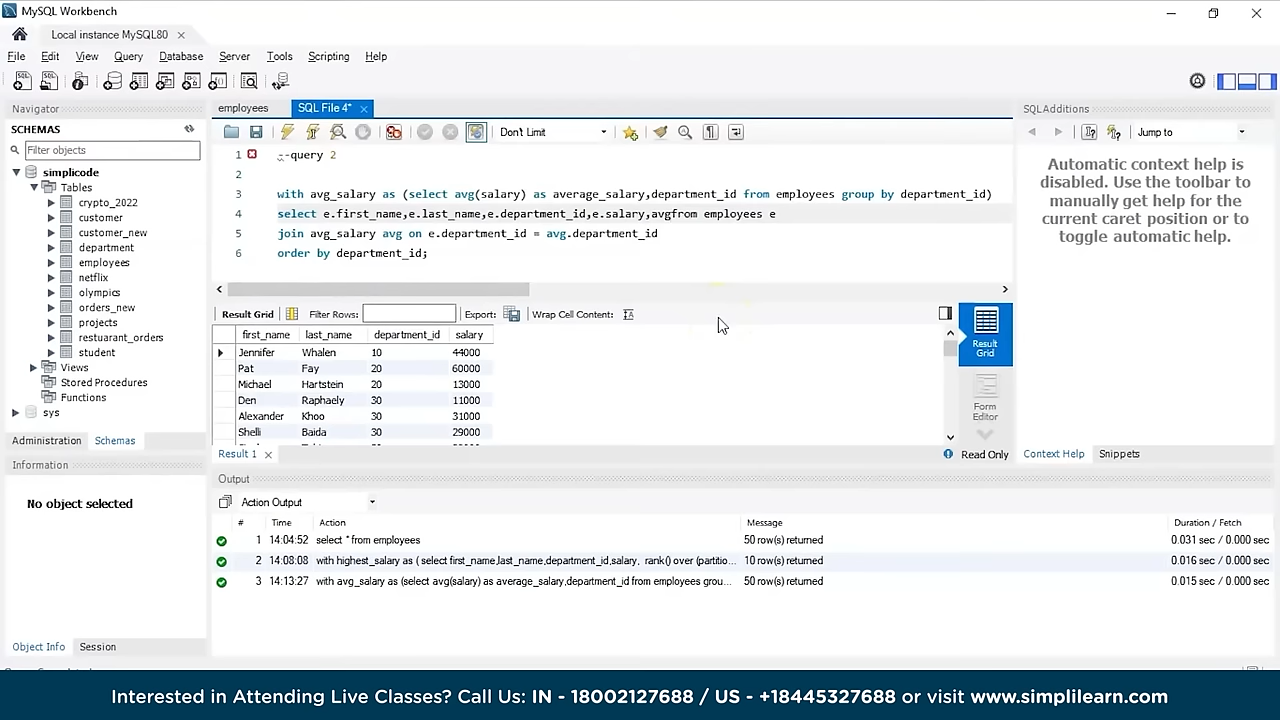 MySQL Workbench
Local instance MySQL80
File Edit View Query Database Server Tools Scripting Help
Navigator
SCHEMAS
Filter objects
simplicode
Tables
crypto_2022
customer
customer_new
department
employees
netflix
olympics
orders_new
projects
restuarant_orders
student
Views
Stored Procedures
Functions
sys
Administration Schemas
Information
No object selected
Object Info Session
employees SQL File 4*
Don't Limit
1 --query 2
2
3 with avg_salary as (select avg(salary) as average_salary,department_id from employees group by department_id)
4 select e.first_name,e.last_name,e.department_id,e.salary,avgfrom employees e
5 join avg_salary avg on e.department_id = avg.department_id
6 order by department_id;
Result Grid Filter Rows: Export: Wrap Cell Content:
first_name last_name department_id salary
Jennifer Whalen 10 44000
Pat Fay 20 60000
Michael Hartstein 20 13000
Den Raphaely 30 11000
Alexander Khoo 30 31000
Shelli Baida 30 29000
Result Grid
Form Editor
Result 1
Read Only
SQLAdditions
Jump to
Automatic context help is
disabled. Use the toolbar to
manually get help for the
current caret position or to
toggle automatic help.
Context Help Snippets
Output
Action Output
# Time Action Message Duration / Fetch
1 14:04:52 select * from employees 50 row(s) returned 0.031 sec / 0.000 sec
2 14:08:08 with highest_salary as ( select first_name,last_name,department_id,salary, rank() over (partitio... 10 row(s) returned 0.016 sec / 0.000 sec
3 14:13:27 with avg_salary as (select avg(salary) as average_salary,department_id from employees grou... 50 row(s) returned 0.015 sec / 0.000 sec
Interested in Attending Live Classes? Call Us: IN - 18002127688 / US - +18445327688 or visit www.simplilearn.com